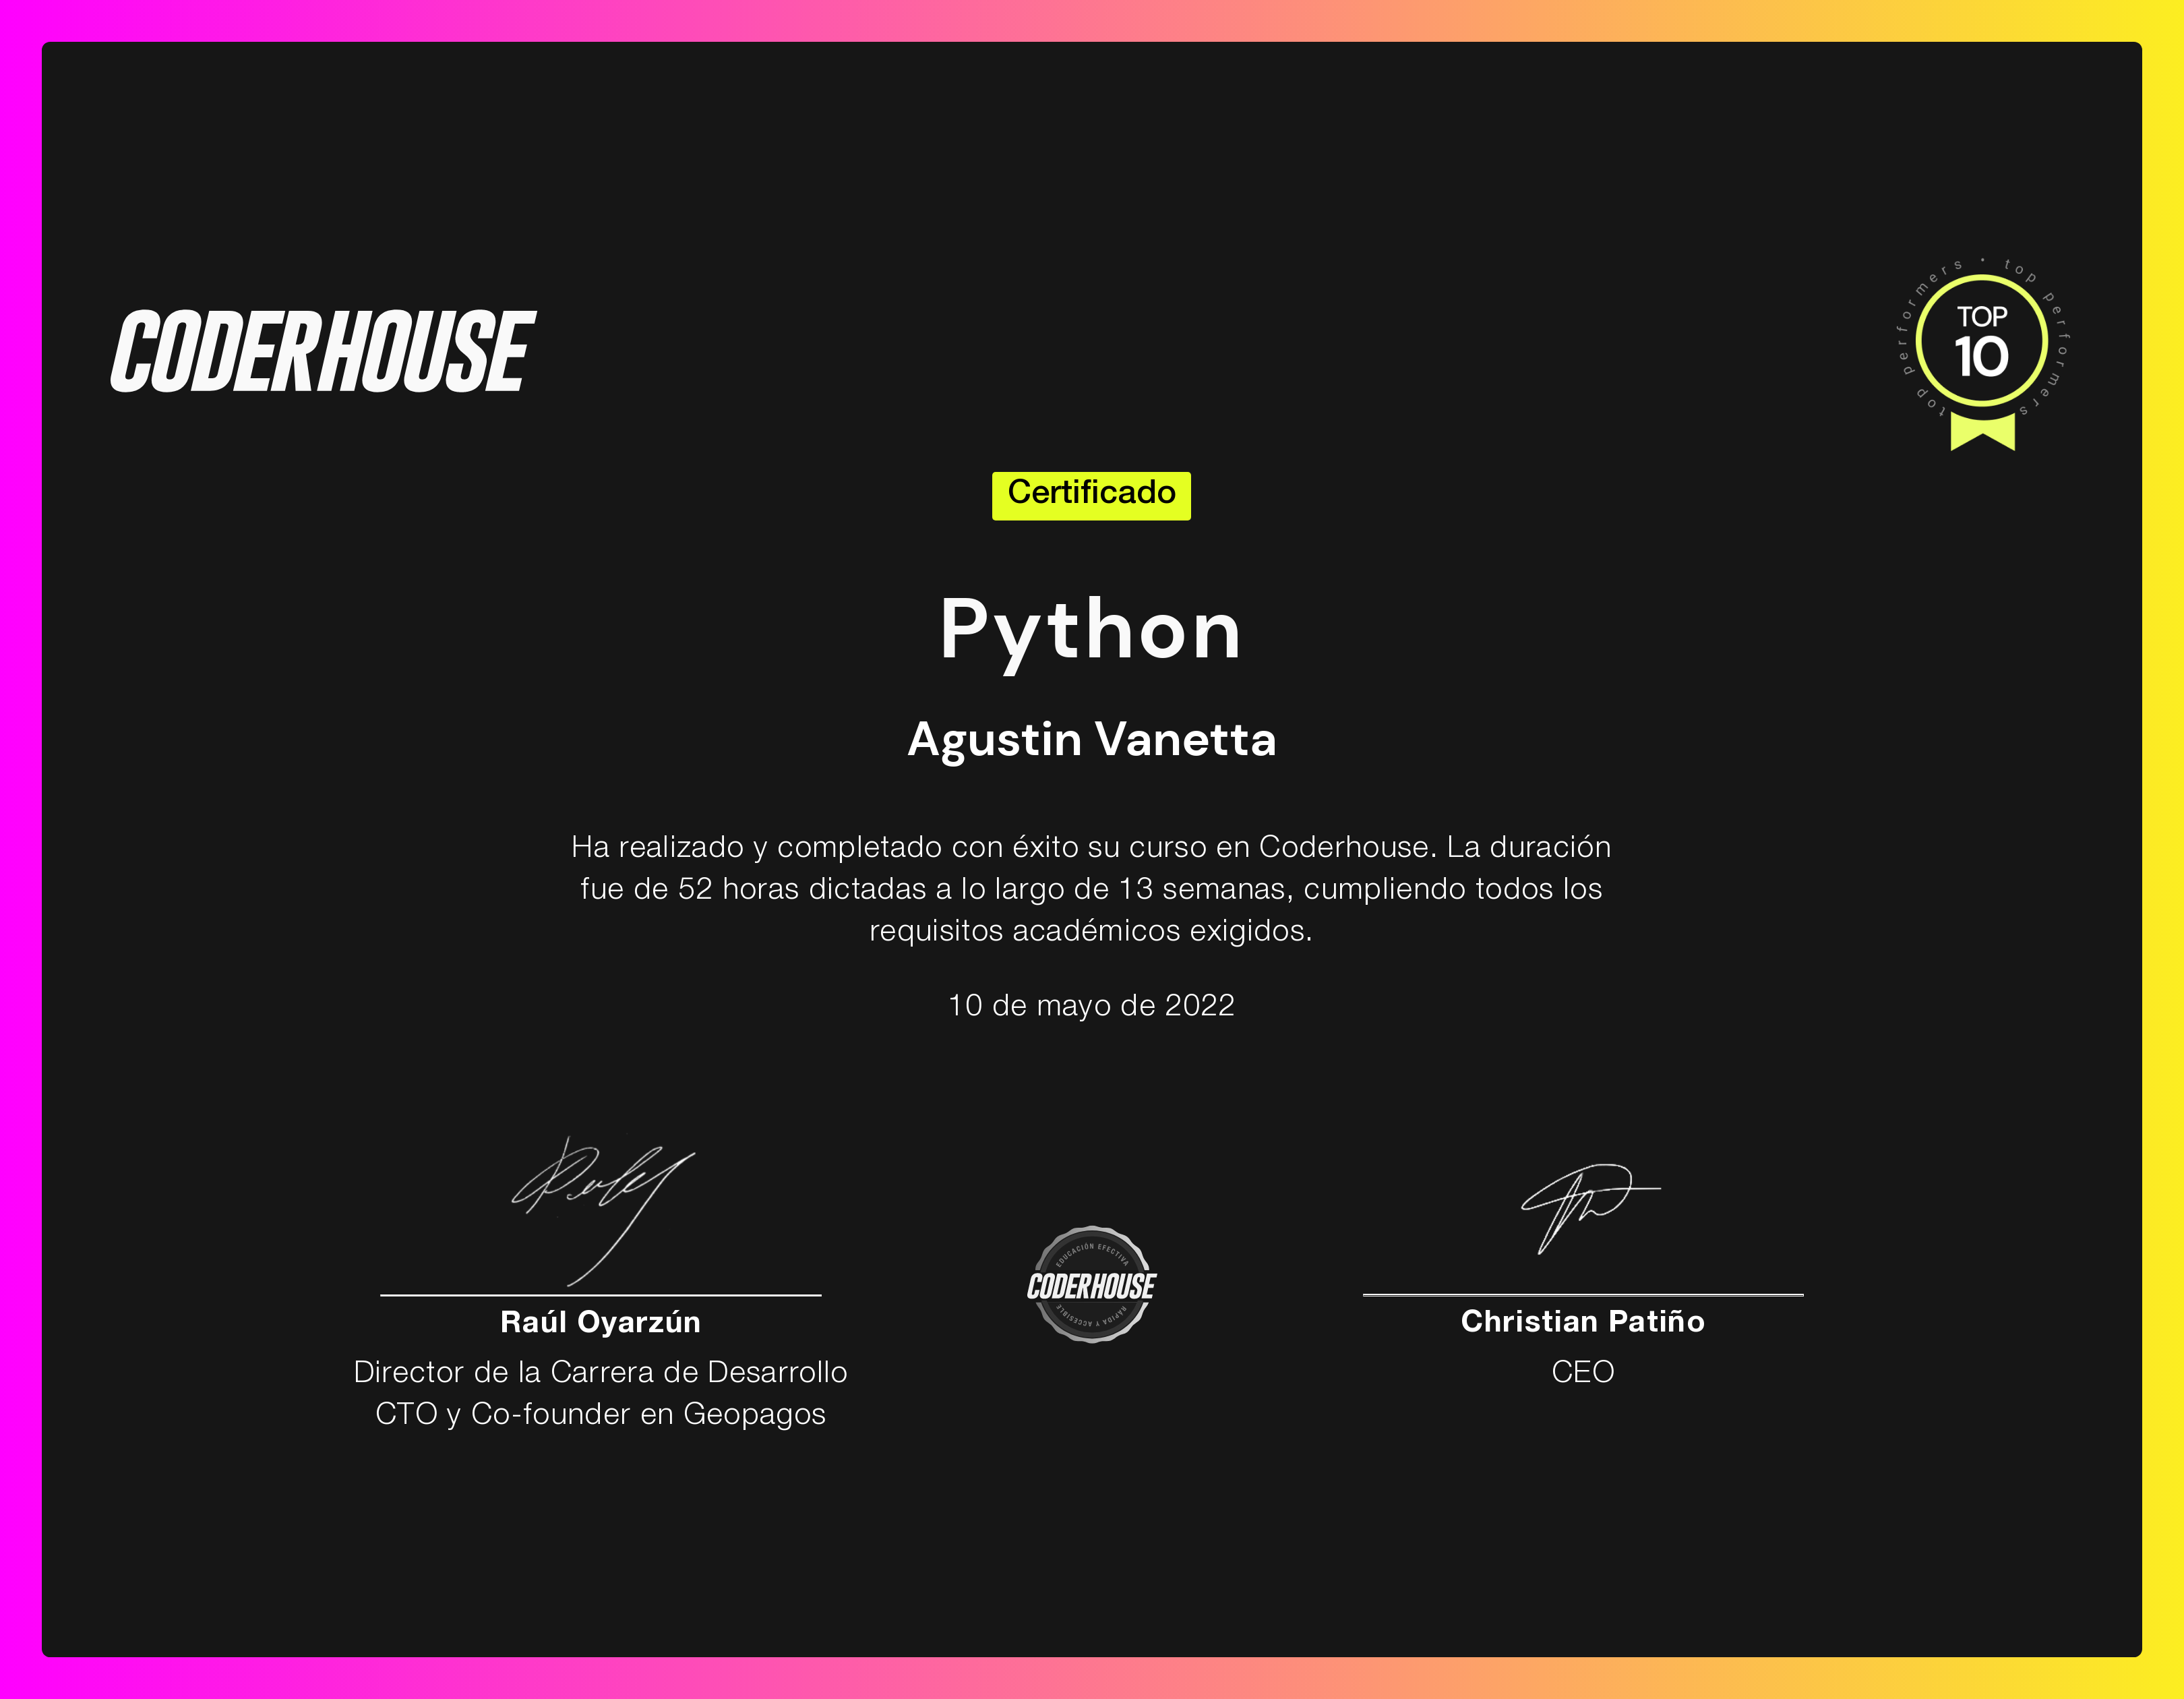 CODERHOUSE
top performers • top performers
TOP
10
Certificado
Python
Agustin Vanetta
Ha realizado y completado con éxito su curso en Coderhouse. La duración
fue de 52 horas dictadas a lo largo de 13 semanas, cumpliendo todos los
requisitos académicos exigidos.
10 de mayo de 2022
EDUCACIÓN EFECTIVA
CODERHOUSE
RÁPIDA Y ACCESIBLE
Raúl Oyarzún
Director de la Carrera de Desarrollo
CTO y Co-founder en Geopagos
Christian Patiño
CEO